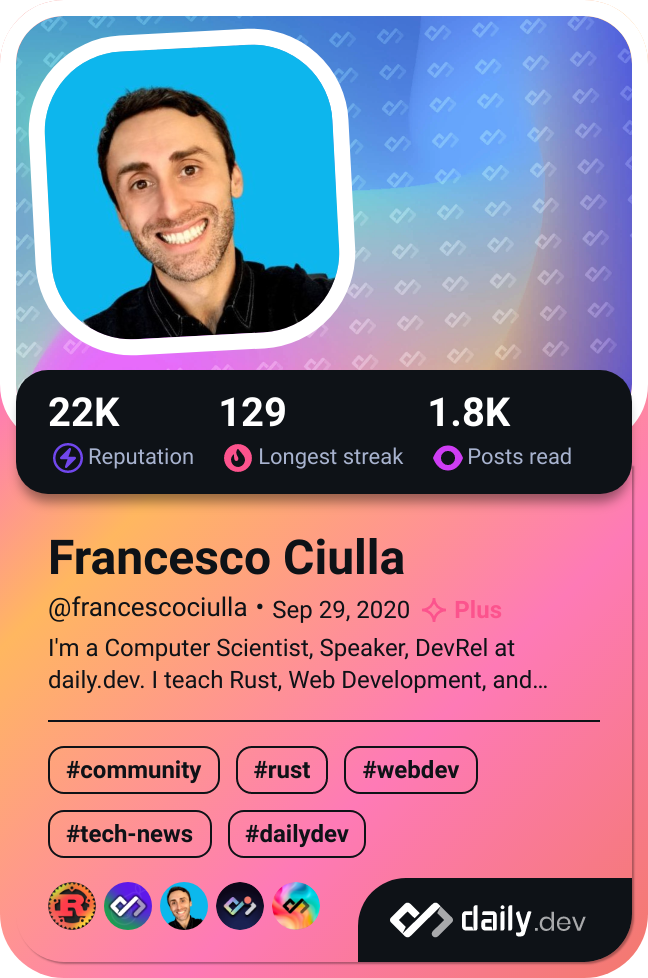 22K 129 1.8K
Reputation Longest streak Posts read
Francesco Ciulla
@francescociulla • Sep 29, 2020 Plus
I'm a Computer Scientist, Speaker, DevRel at
daily.dev. I teach Rust, Web Development, and…
#community #rust #webdev
#tech-news #dailydev
R
daily.dev